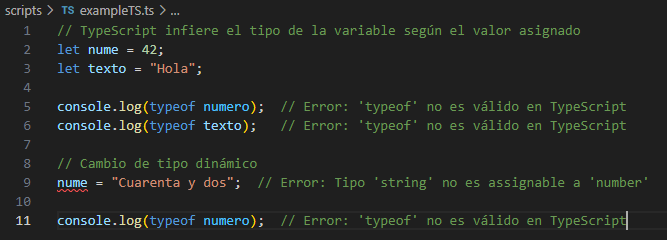 scripts > exampleTS.ts > ...
1 // TypeScript infiere el tipo de la variable según el valor asignado
2 let nume = 42;
3 let texto = "Hola";
4
5 console.log(typeof numero);  // Error: 'typeof' no es válido en TypeScript
6 console.log(typeof texto);   // Error: 'typeof' no es válido en TypeScript
7
8 // Cambio de tipo dinámico
9 nume = "Cuarenta y dos";  // Error: Tipo 'string' no es assignable a 'number'
10
11 console.log(typeof numero);  // Error: 'typeof' no es válido en TypeScript